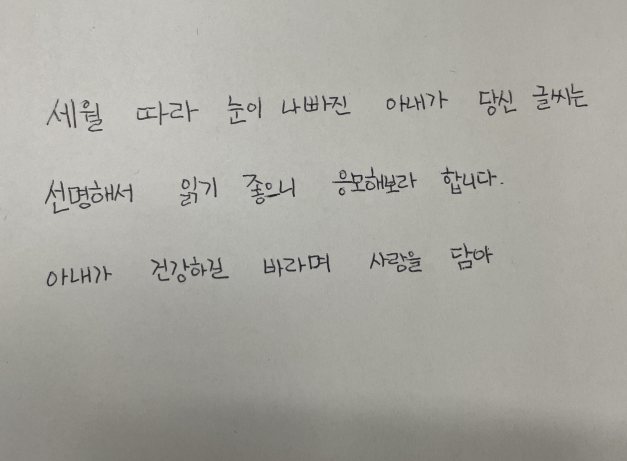 세월 따라 눈이 나빠진 아내가 당신 글씨는
선명해서 읽기 좋으니 응모해보라 합니다.
아내가 건강하길 바라며 사랑을 담아